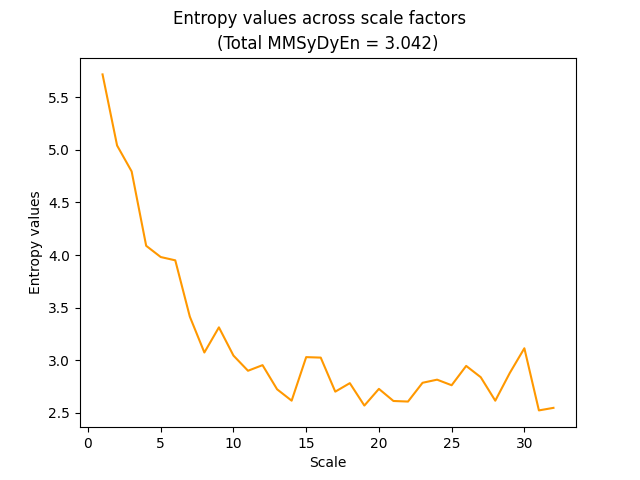 Entropy values across scale factors
(Total MMSyDyEn = 3.042)
5.5
5.0
4.5
4.0
3.5
3.0
2.5
Entropy values
0 5 10 15 20 25 30
Scale